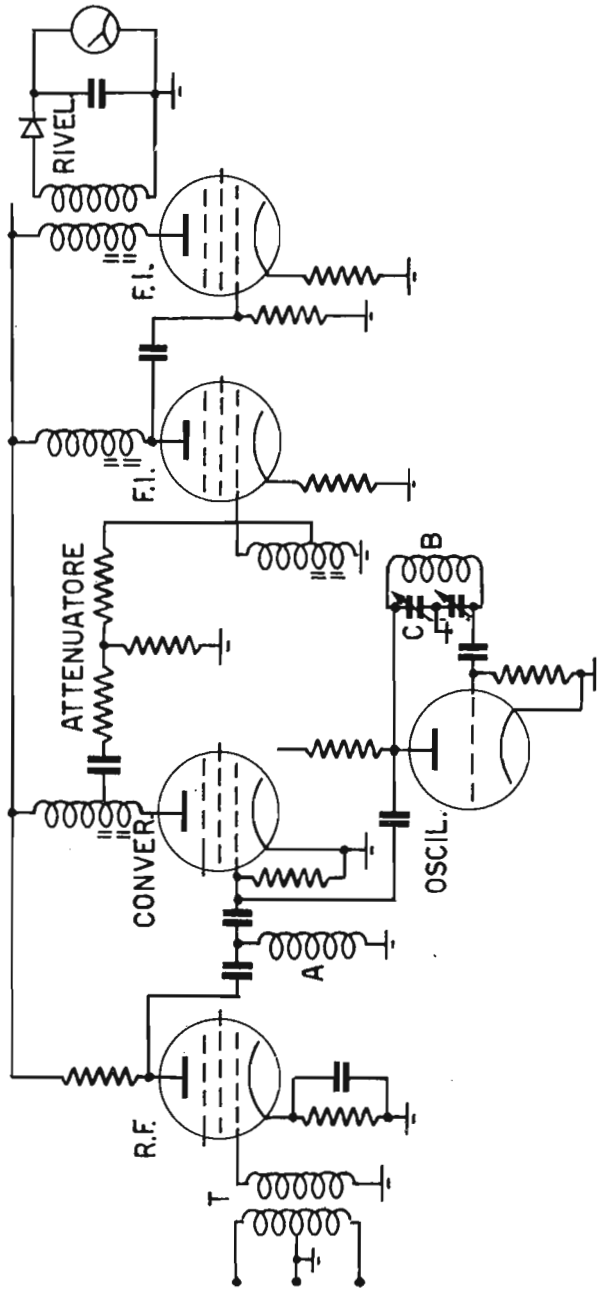 T
R.F.
A
CONVER.
ATTENUATORE
OSCIL.
C
B
F.I.
F.I.
RIVEL.